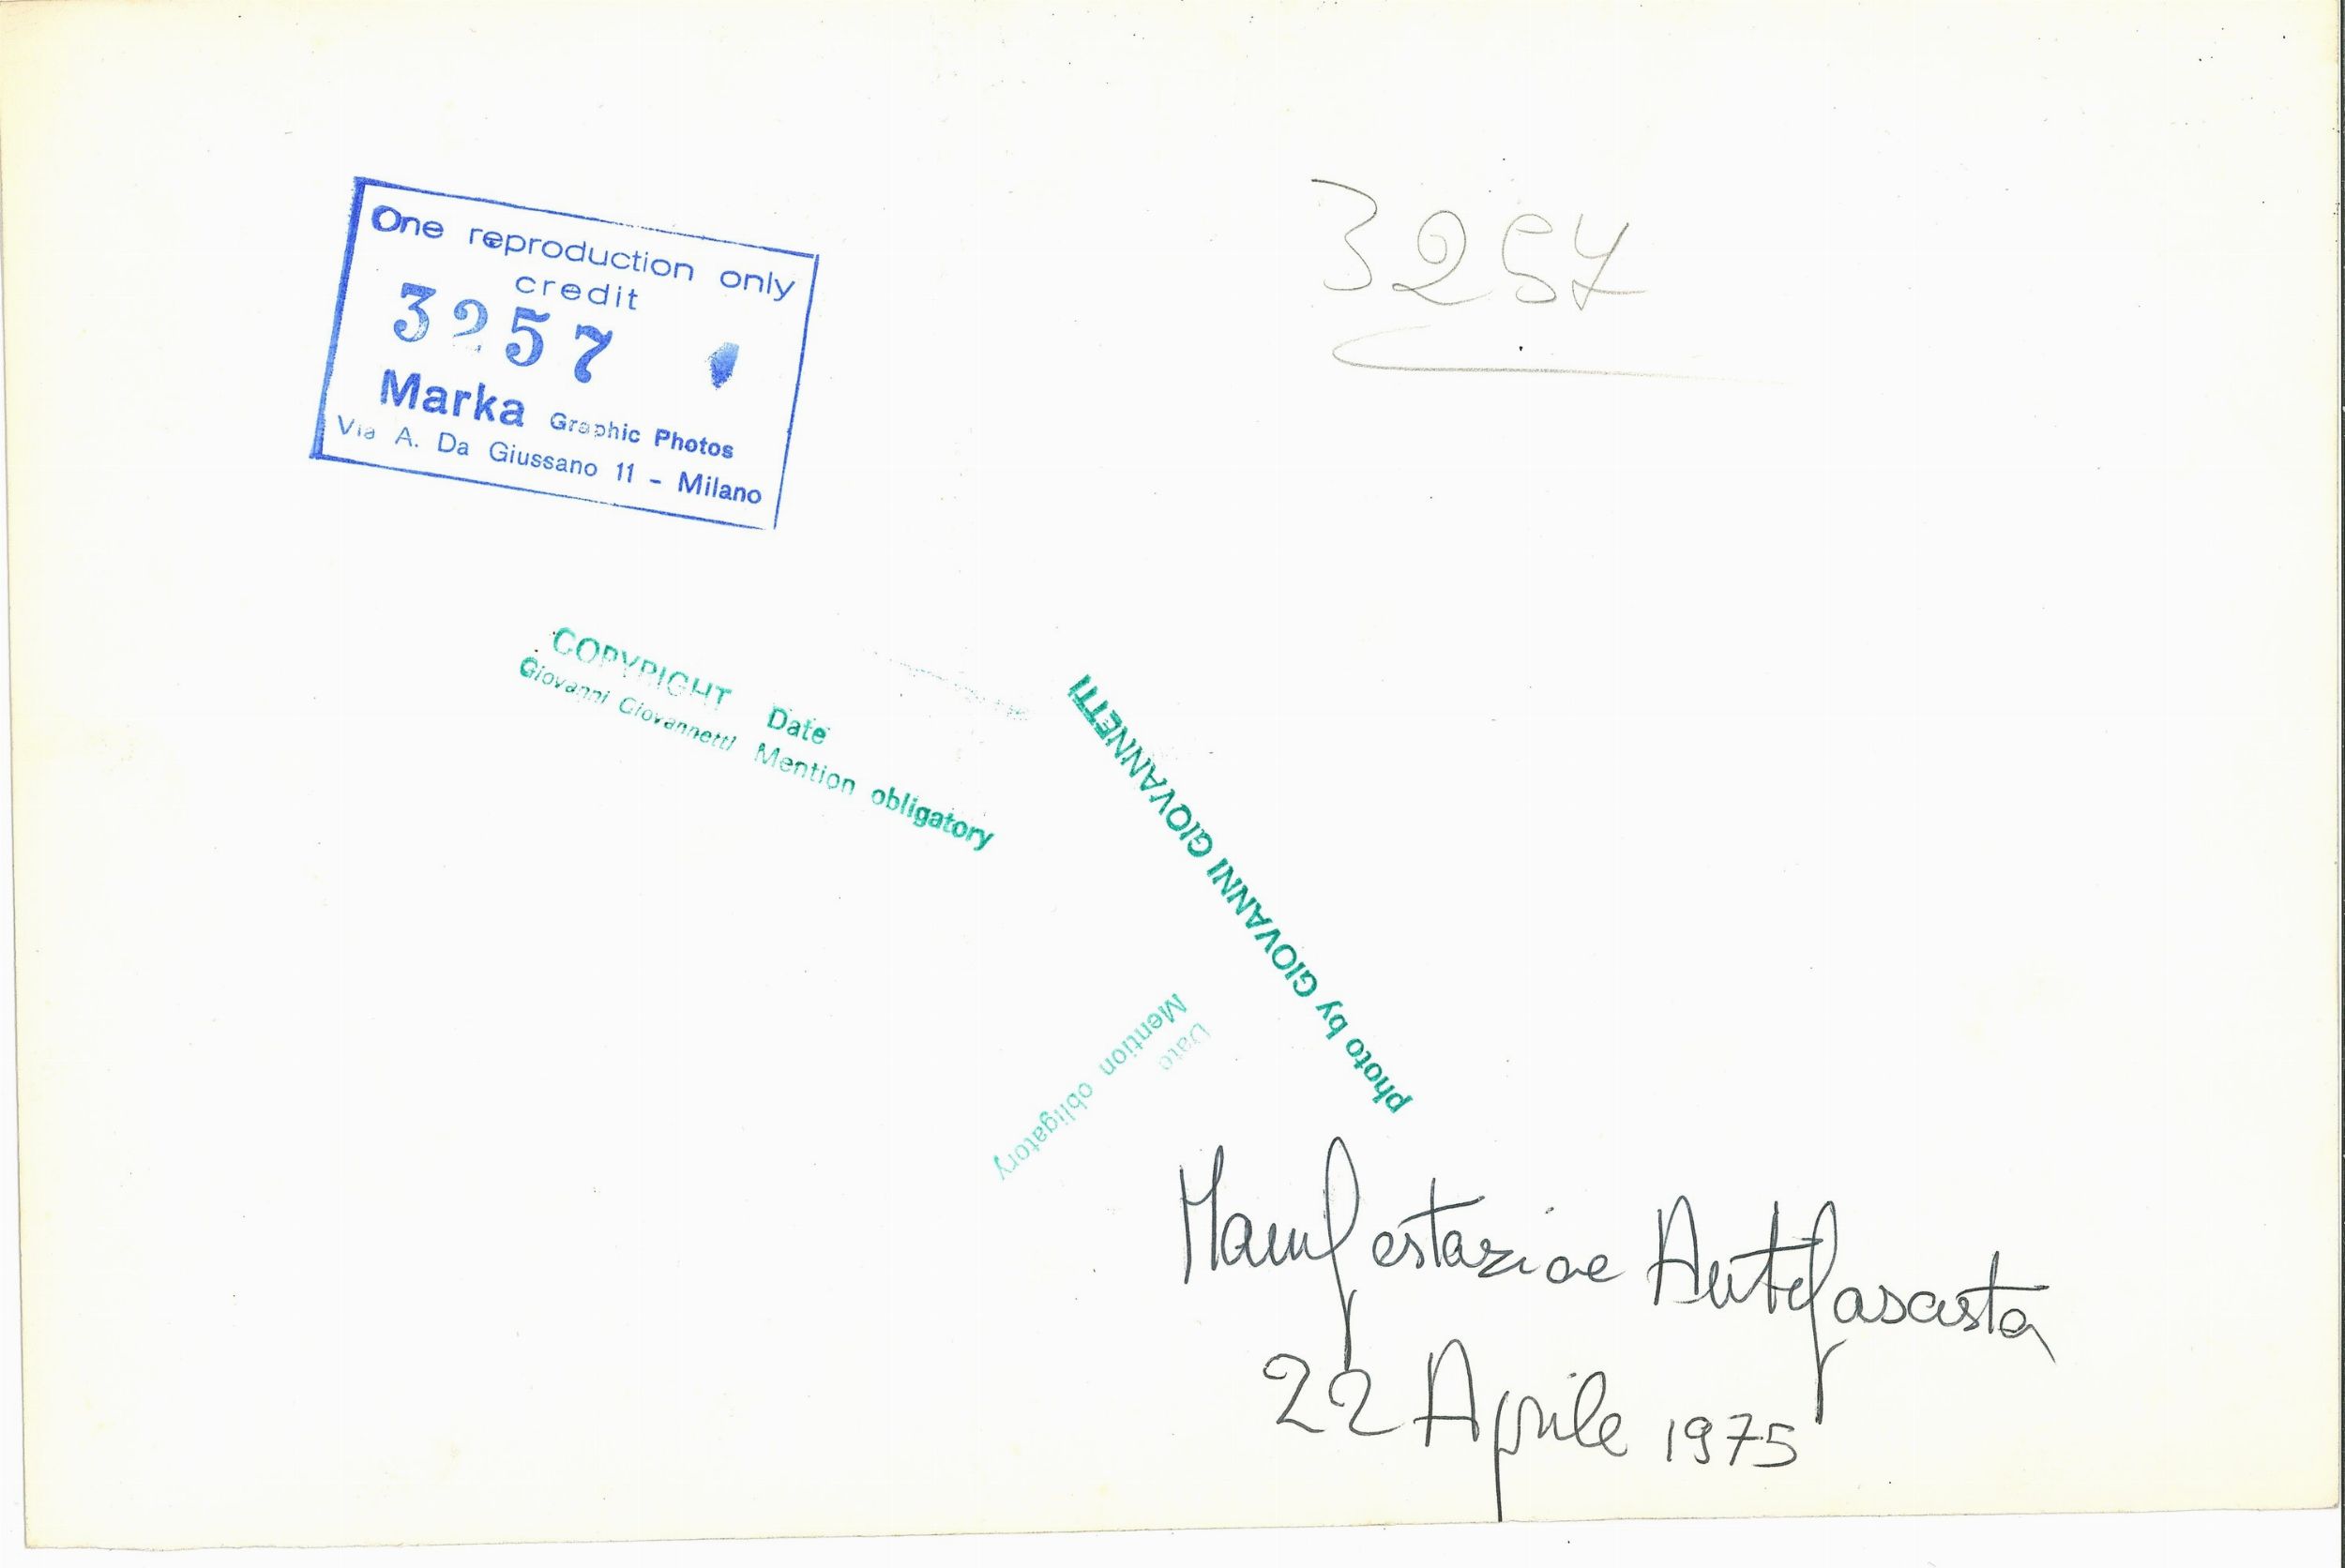 One reproduction only
credit
3257
Marka Graphic Photos
Via A. Da Giussano 11 - Milano
3257
COPYRIGHT Date
Giovanni Giovannetti Mention obligatory
photo by GIOVANNI GIOVANNETTI
Date
Mention obligatory
Manifestazione Antifascista
22 Aprile 1975